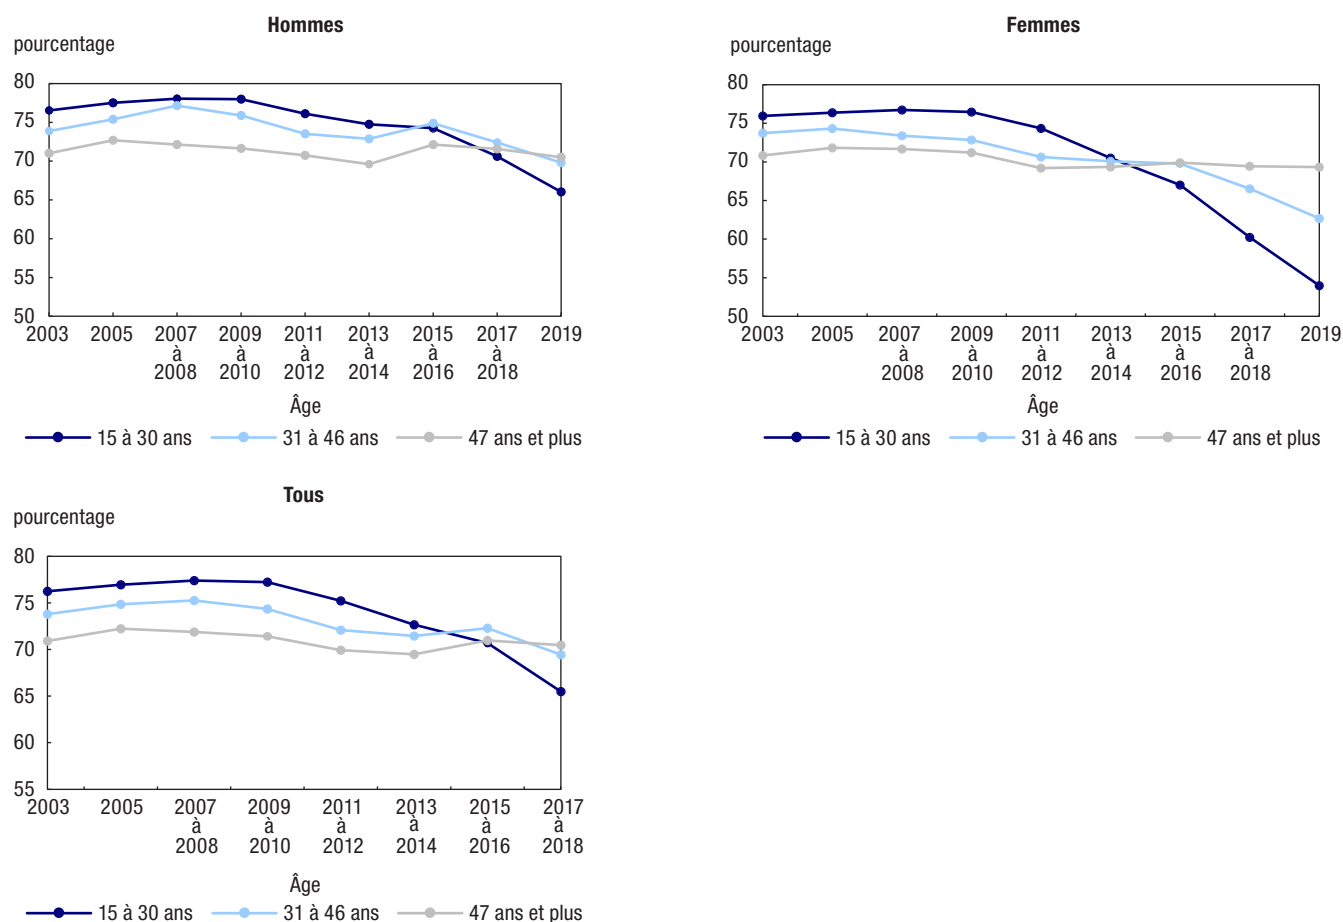 Hommes
pourcentage
80
75
70
65
60
55
50
2003 2005 2007 à 2008 2009 à 2010 2011 à 2012 2013 à 2014 2015 à 2016 2017 à 2018 2019
Âge
15 à 30 ans 31 à 46 ans 47 ans et plus
Femmes
pourcentage
80
75
70
65
60
55
50
2003 2005 2007 à 2008 2009 à 2010 2011 à 2012 2013 à 2014 2015 à 2016 2017 à 2018 2019
Âge
15 à 30 ans 31 à 46 ans 47 ans et plus
Tous
pourcentage
80
75
70
65
60
55
2003 2005 2007 à 2008 2009 à 2010 2011 à 2012 2013 à 2014 2015 à 2016 2017 à 2018
Âge
15 à 30 ans 31 à 46 ans 47 ans et plus